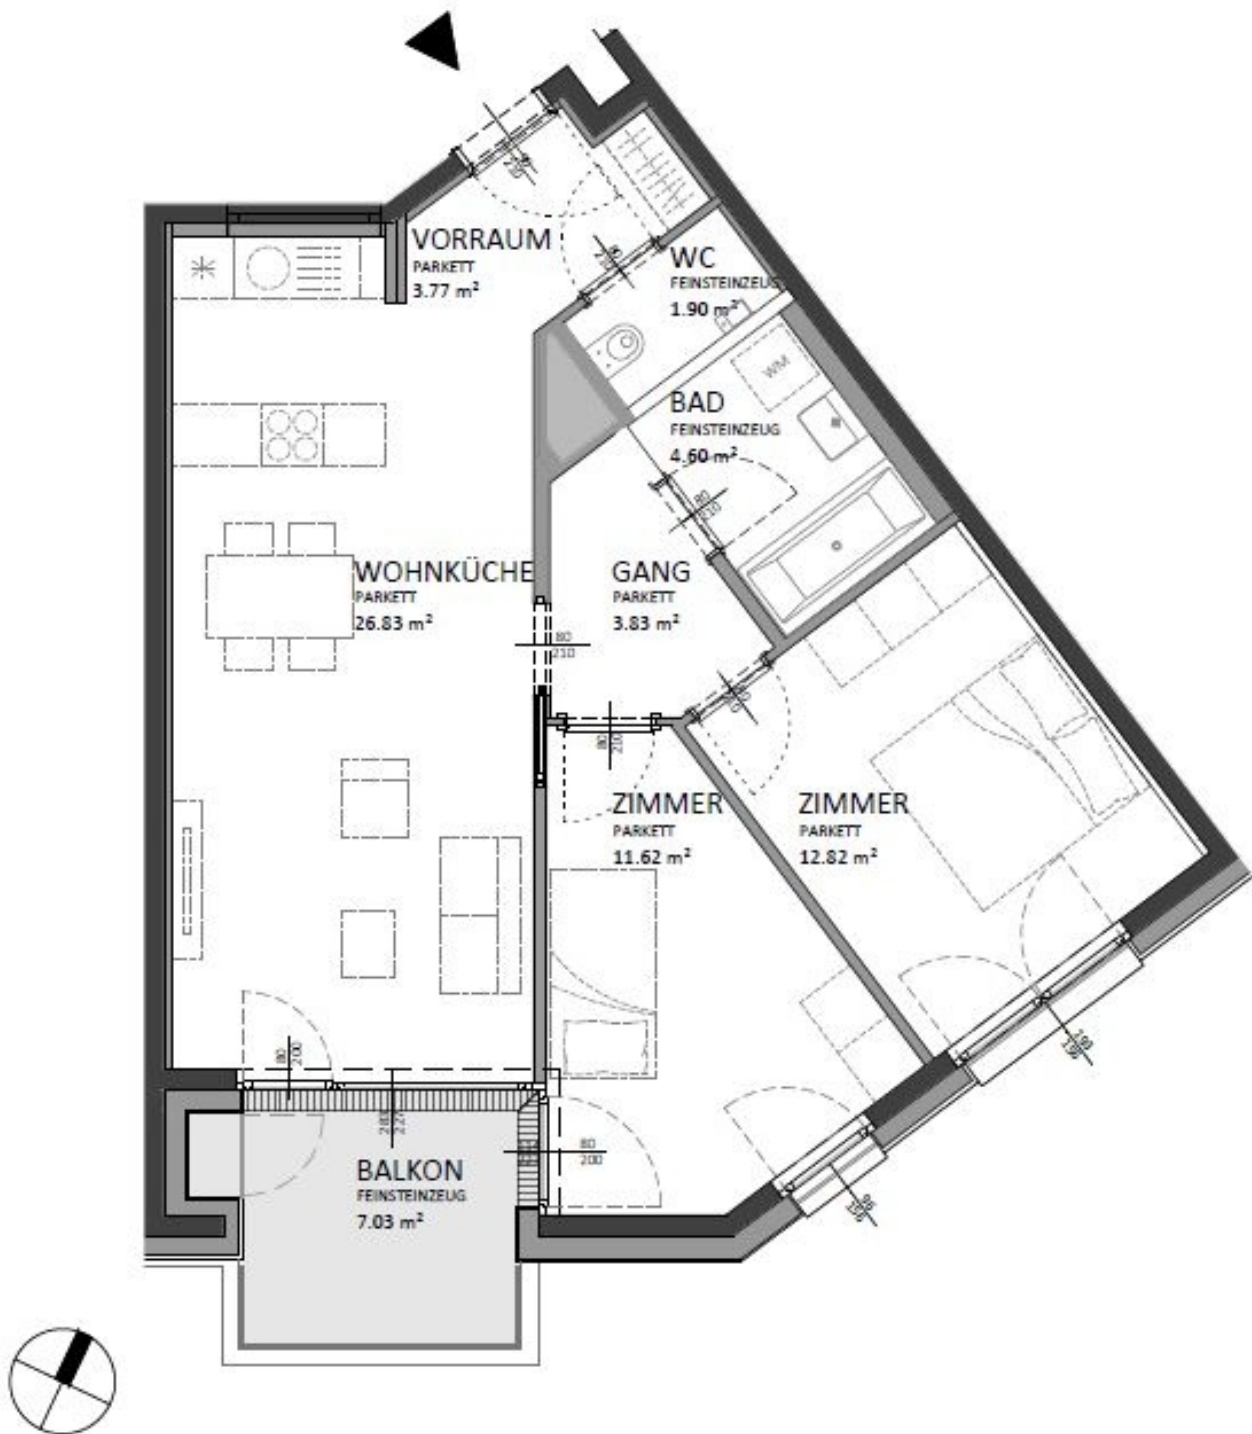 VORRAUM
PARKETT
3.77 m²
WC
FEINSTEINZEUG
1.90 m²
WM
BAD
FEINSTEINZEUG
4.60 m²
80
210
WOHNKÜCHE
PARKETT
26.83 m²
GANG
PARKETT
3.83 m²
80
210
80
210
ZIMMER
PARKETT
11.62 m²
ZIMMER
PARKETT
12.82 m²
80
200
80
200
BALKON
FEINSTEINZEUG
7.03 m²